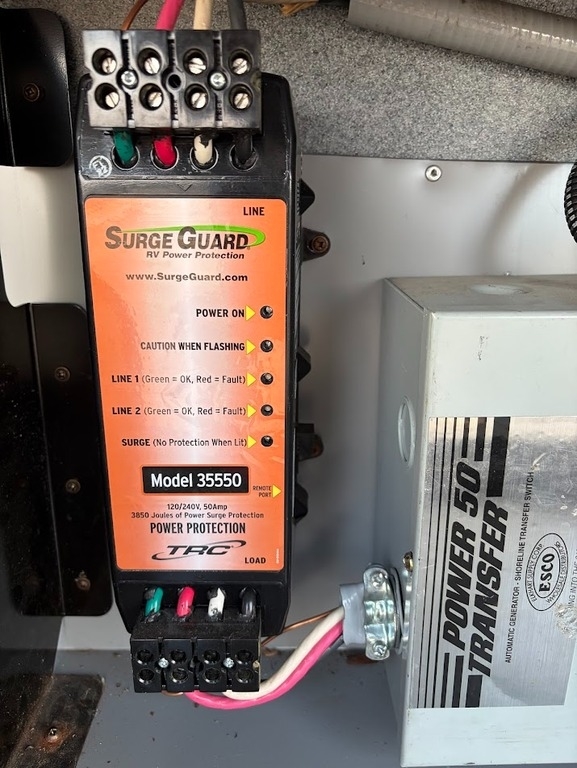 LINE
SURGE GUARD
RV Power Protection
www.SurgeGuard.com
POWER ON
CAUTION WHEN FLASHING
LINE 1 (Green = OK, Red = Fault)
LINE 2 (Green = OK, Red = Fault)
SURGE (No Protection When Lit)
Model 35550
REMOTE
PORT
120/240V, 50Amp
3850 Joules of Power Surge Protection
POWER PROTECTION
TRC
LOAD
POWER 50
TRANSFER
AUTOMATIC GENERATOR - SHORELINE TRANSFER SWITCH
ELKHART SUPPLY CORP.
ESCO